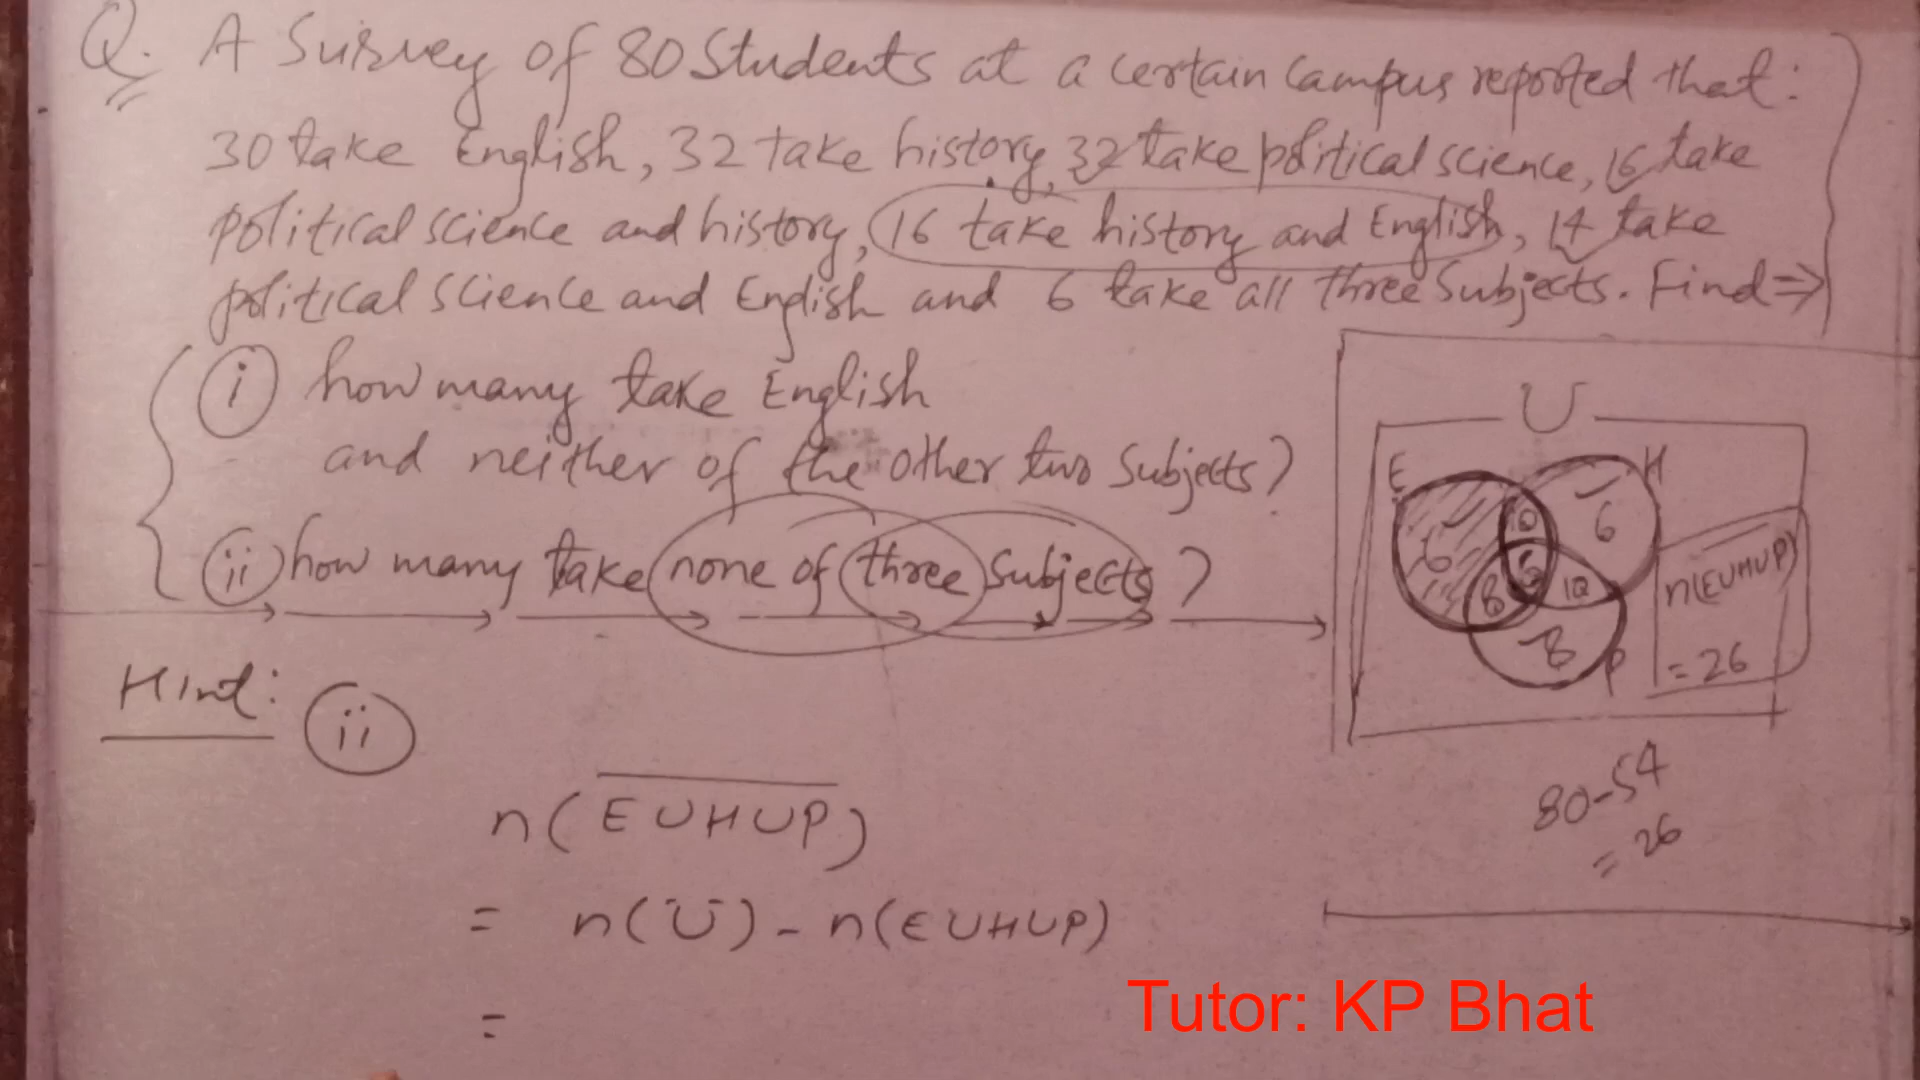 Q. A Survey of 80 Students at a certain campus reported that:
30 take English, 32 take history, 32 take political science, 16 take
political science and history, 16 take history and English, 14 take
political science and English and 6 take all three Subjects. Find ⇒
(i) how many take English
and neither of the other two Subjects?
(ii) how many take none of three Subjects?
U
E
H
10
6
6
6
8
10
8
P
n(EUHUP)
= 26
80-54
= 26
Hint: (ii)
n(\overline{EUHUP})
= n(U) - n(EUHUP)
=
Tutor: KP Bhat